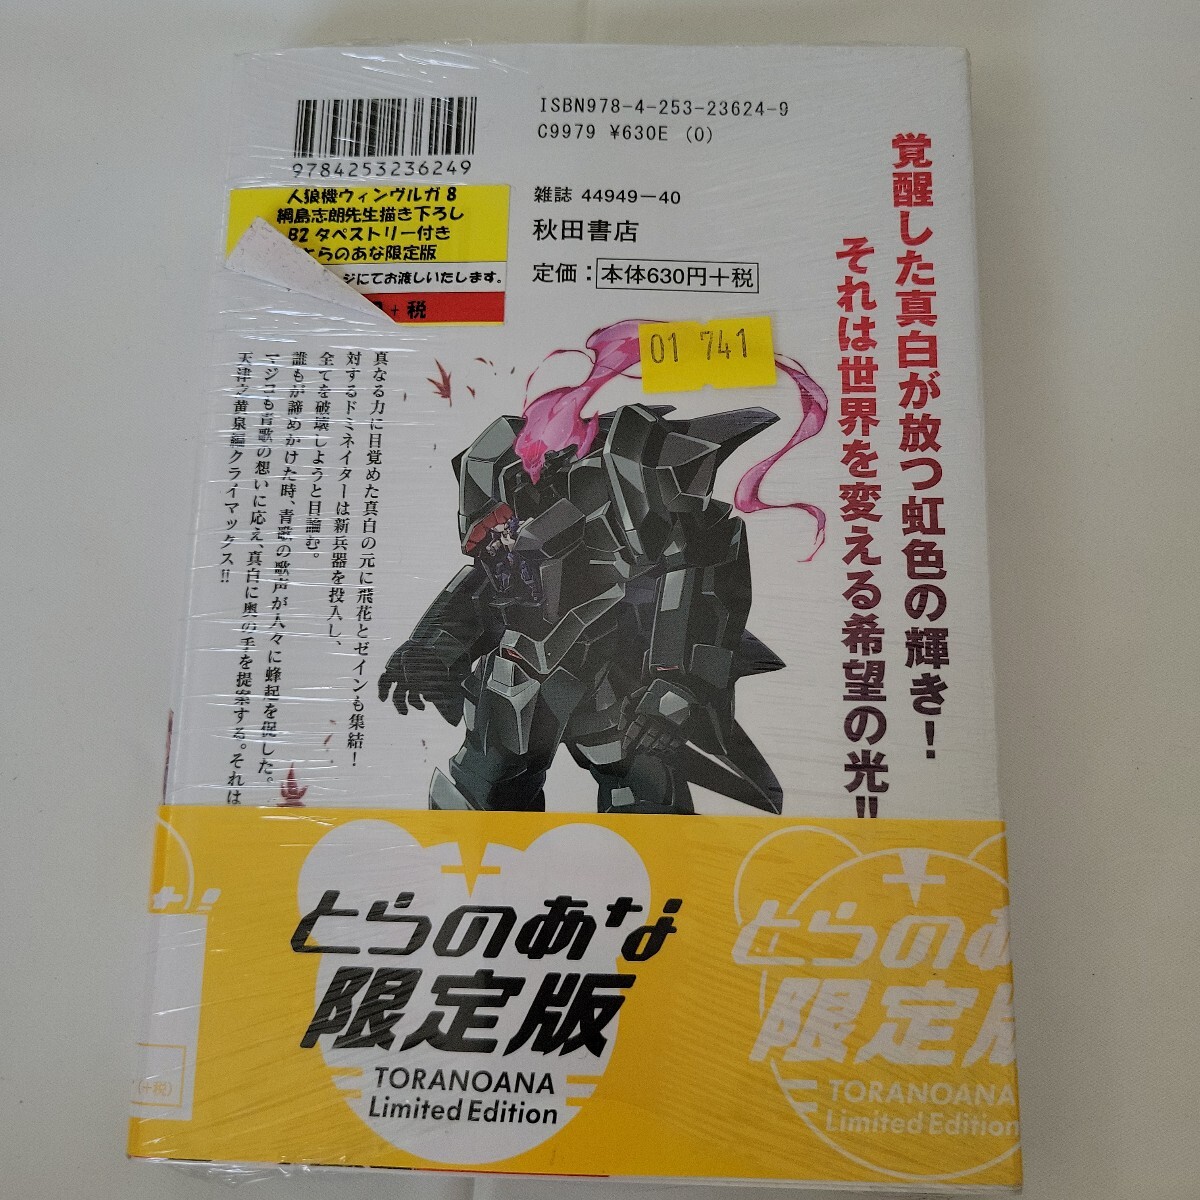 ISBN978-4-253-23624-9
C9979 ¥630E (0)
9784253236249
雑誌 44949-40
秋田書店
定価：本体630円+税
人狼機ウィンヴルガ 8
綱島志朗先生描き下ろし
B2 タペストリー付き
とらのあな限定版
ジにてお渡しいたします。
+ 税
01 741
覚醒した真白が放つ虹色の輝き！
それは世界を変える希望の光!!
真なる力に目覚めた真白の元に飛花とゼインも集結！
対するドミネイターは新兵器を投入し、
全てを破壊しようと目論む。
誰もが諦めかけた時、青歌の歌声が人々に蜂起を促した。
マジコも青歌の想いに応え、真白に奥の手を提案する。それは
天津之黄泉編クライマックス!!
とらのあな
限定版
TORANOANA
Limited Edition
とらのあ
限定版
TORANOANA
Limited Edition
(+税)